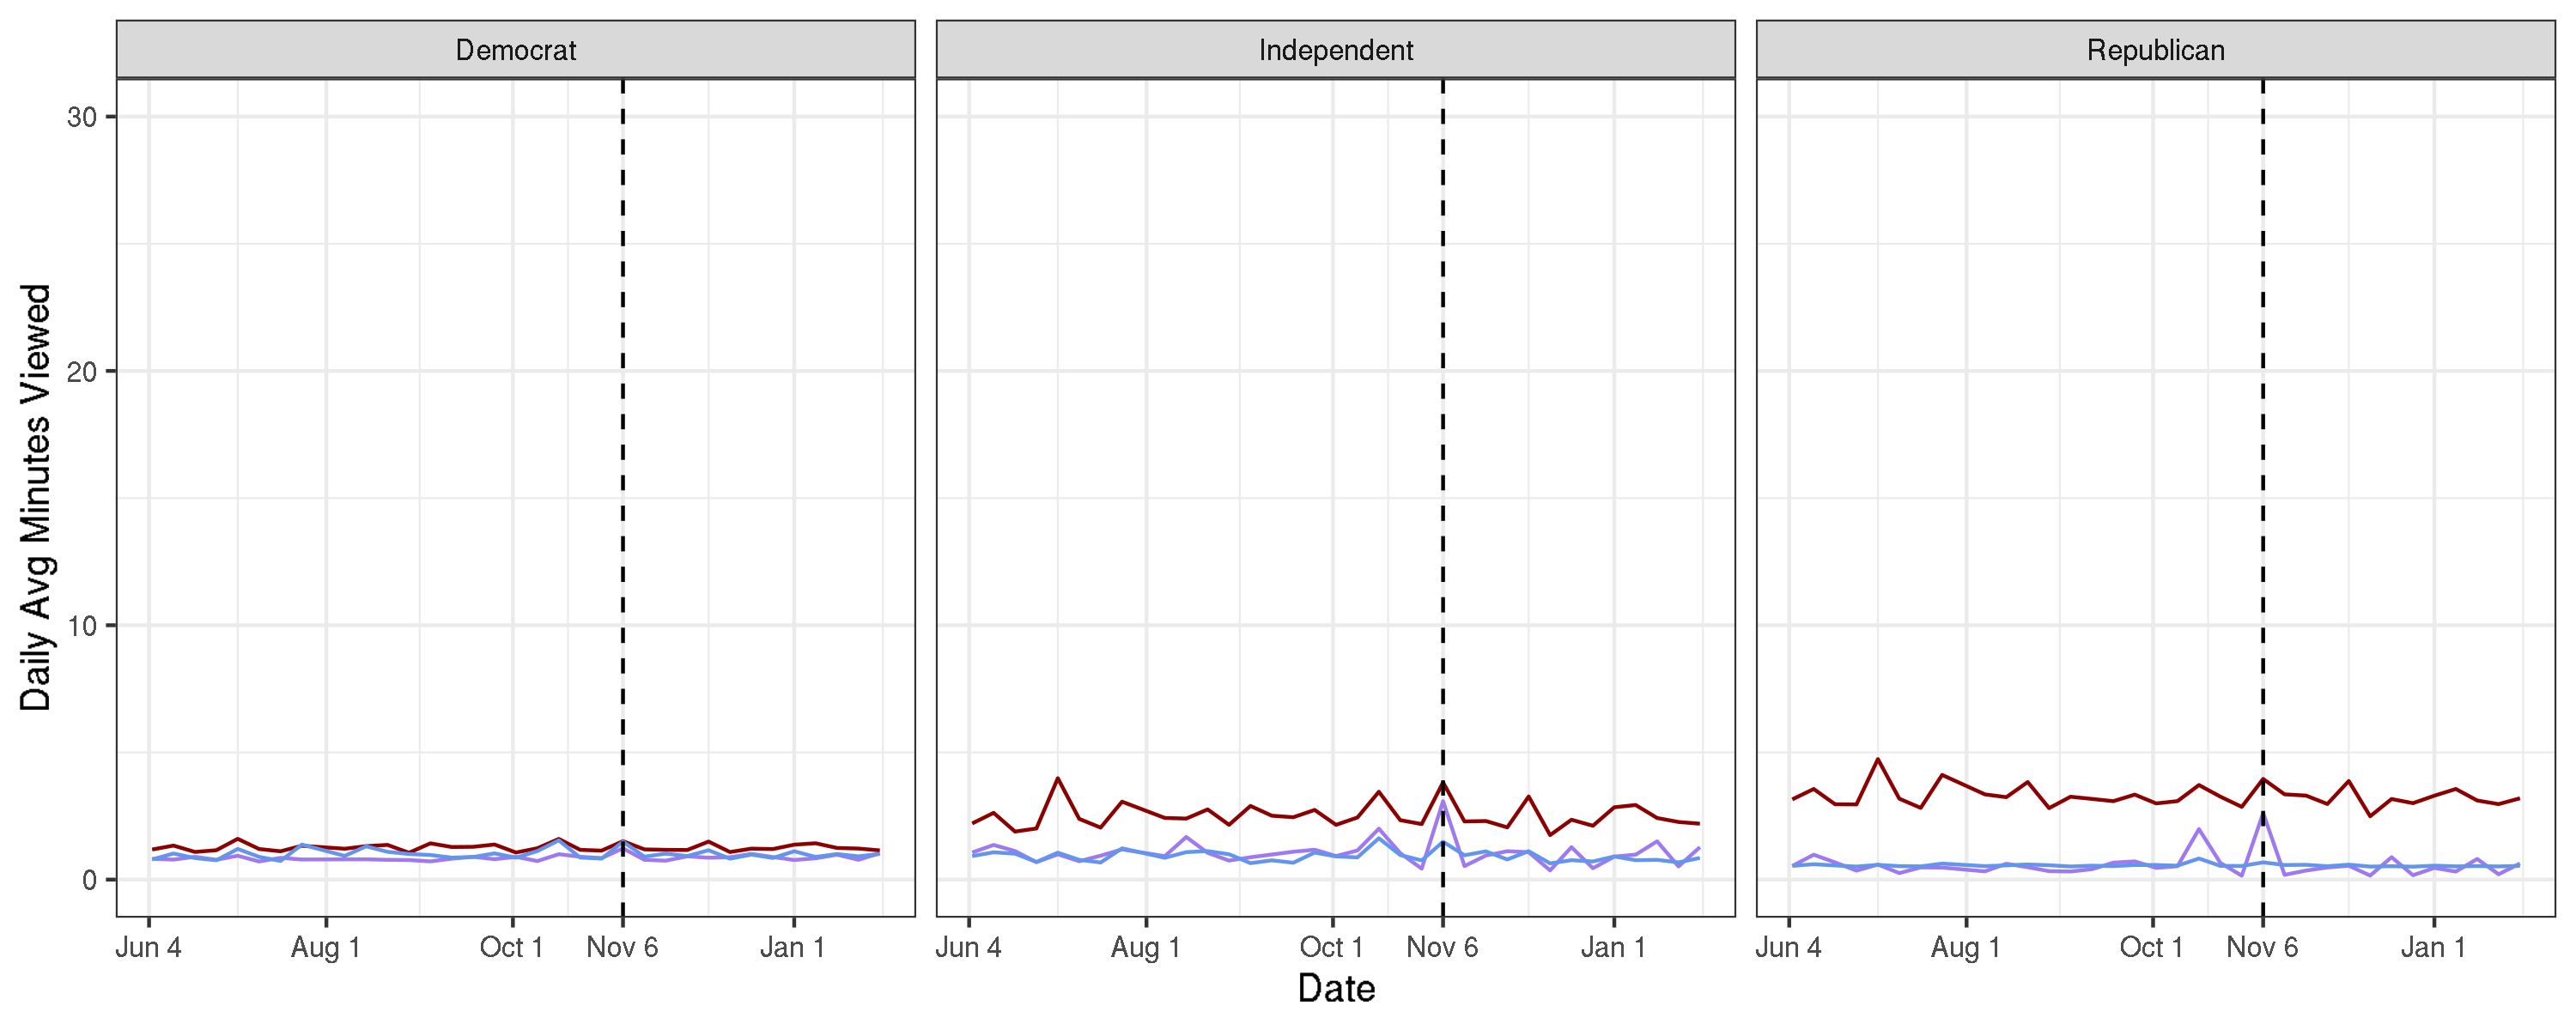 Democrat
Independent
Republican
Daily Avg Minutes Viewed
30
20
10
0
Jun 4 Aug 1 Oct 1 Nov 6 Jan 1
Jun 4 Aug 1 Oct 1 Nov 6 Jan 1
Jun 4 Aug 1 Oct 1 Nov 6 Jan 1
Date